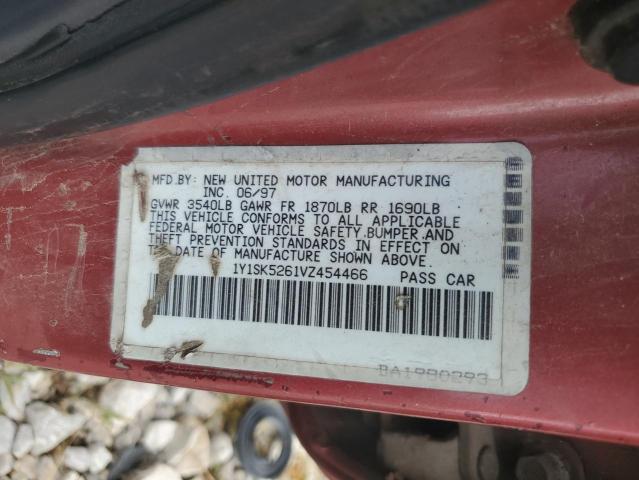 MFD.BY: NEW UNITED MOTOR MANUFACTURING
INC. 06/97
GVWR 3540LB GAWR FR 1870LB RR 1690LB
THIS VEHICLE CONFORMS TO ALL APPLICABLE
FEDERAL MOTOR VEHICLE SAFETY,BUMPER,AND
THEFT PREVENTION STANDARDS IN EFFECT ON
DATE OF MANUFACTURE SHOWN ABOVE.
1Y1SK5261VZ454466 PASS CAR
BA1980293